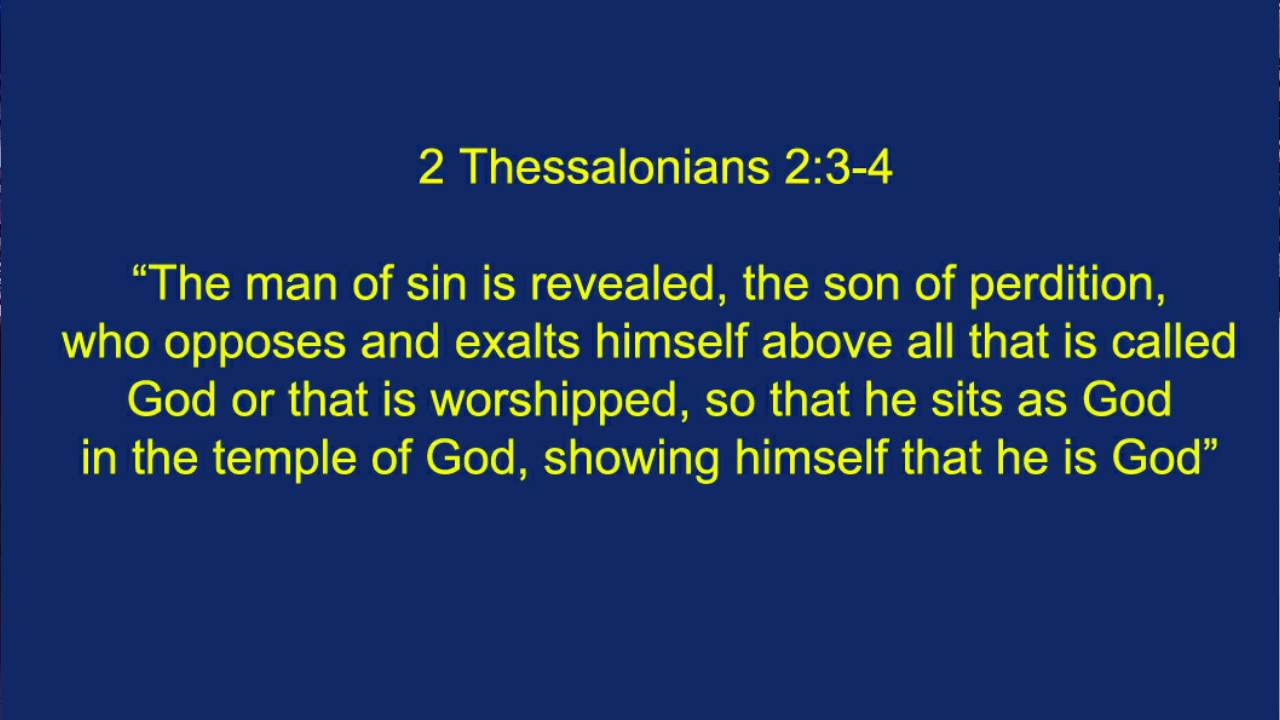 2 Thessalonians 2:3-4
“The man of sin is revealed, the son of perdition,
who opposes and exalts himself above all that is called
God or that is worshipped, so that he sits as God
in the temple of God, showing himself that he is God”